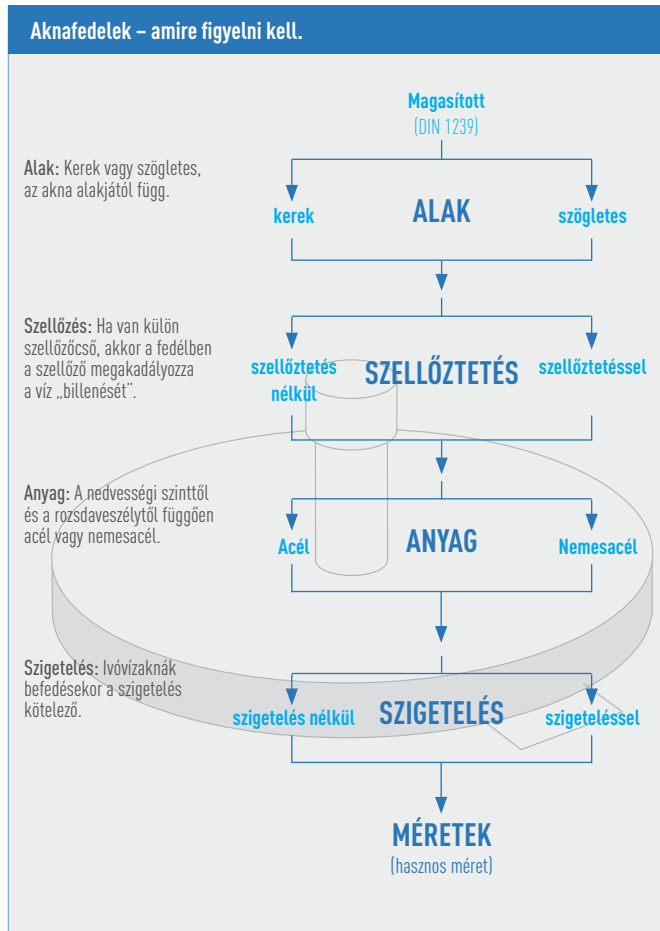 Aknafedelek – amire figyelni kell.
Magasított
(DIN 1239)
Alak: Kerek vagy szögletes,
az akna alakjától függ.
kerek
ALAK
szögletes
Szellőzés: Ha van külön
szellőzőcső, akkor a fedélben
a szellőző megakadályozza
a víz „billenését”.
szellőztetés
nélkül
SZELLŐZTETÉS
szellőztetéssel
Anyag: A nedvességi szinttől
és a rozsdaveszélytől függően
acél vagy nemesacél.
Acél
ANYAG
Nemesacél
Szigetelés: Ivóvízaknák
befedésekor a szigetelés
kötelező.
szigetelés nélkül
SZIGETELÉS
szigeteléssel
MÉRETEK
(hasznos méret)